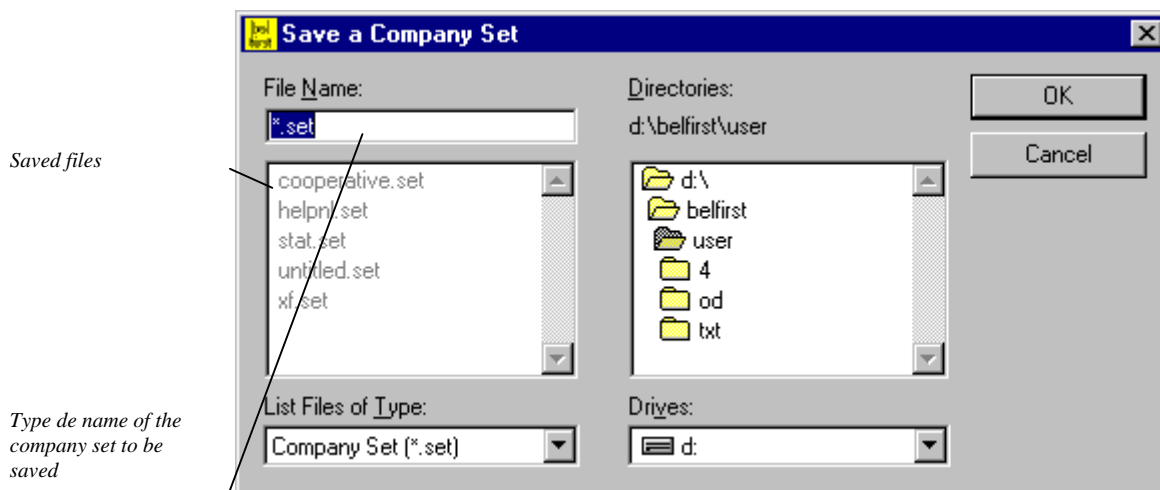 bel
first
Save a Company Set
File Name:
*.set
Saved files
cooperative.set
helpnl.set
stat.set
untitled.set
xf.set
Type de name of the
company set to be
saved
List Files of Type:
Company Set (*.set)
Directories:
d:\belfirst\user
d:\
belfirst
user
4
od
txt
Drives:
d:
OK
Cancel